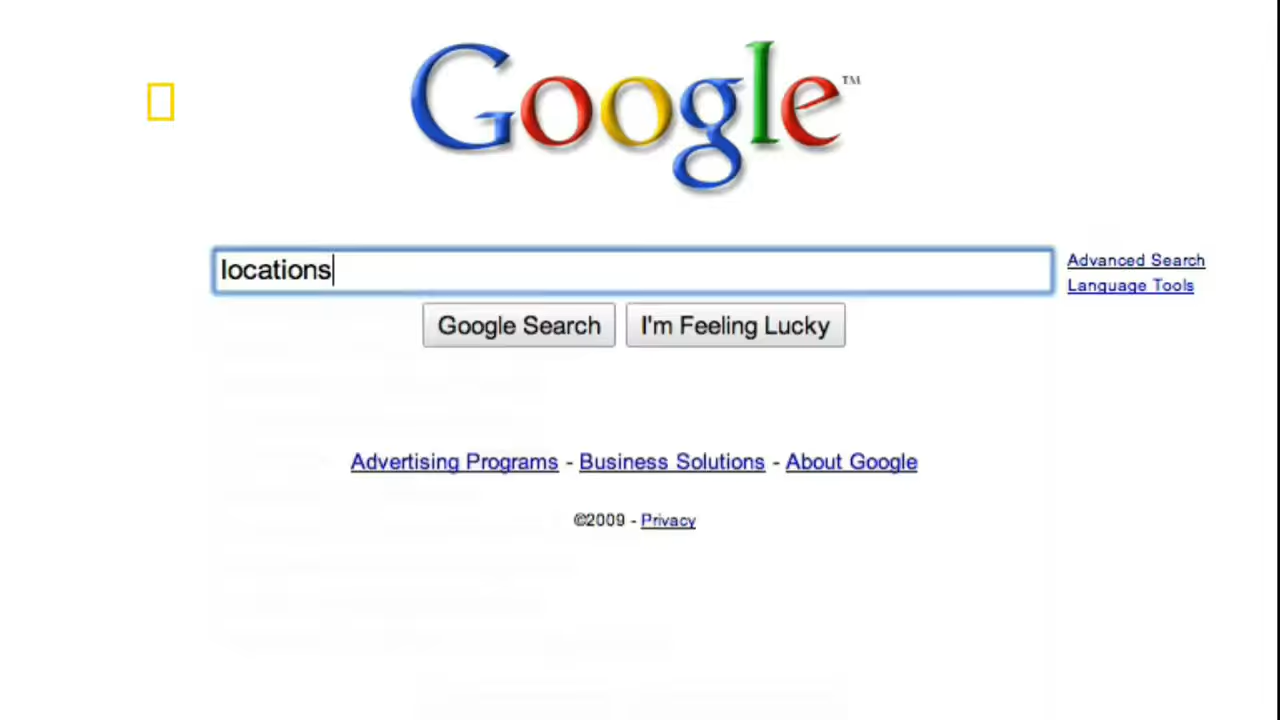 Google™
locations
Advanced Search
Language Tools
Google Search
I'm Feeling Lucky
Advertising Programs - Business Solutions - About Google
©2009 - Privacy